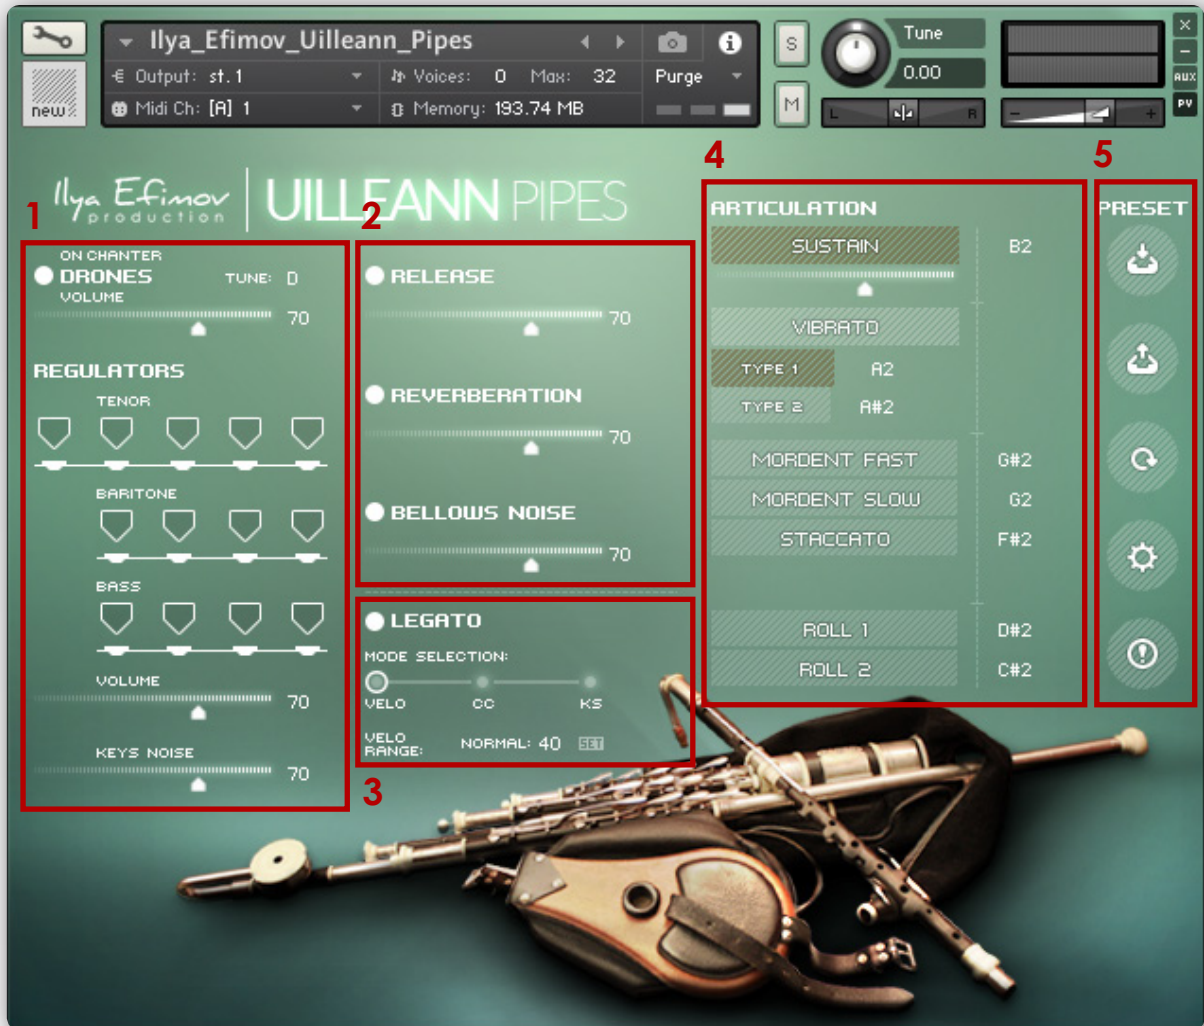 Ilya_Efimov_Uilleann_Pipes
i
S
Tune
×
Output: st.1
Voices: 0 Max: 32
Purge
0.00
−
AUX
new
Midi Ch: [A] 1
Memory: 193.74 MB
M
L
R
− +
PV
Ilya Efimov
production
UILLEANN PIPES
1
ON CHANTER
DRONES
TUNE: D
VOLUME
70
REGULATORS
TENOR
BARITONE
BASS
VOLUME
70
KEYS NOISE
70
2
RELEASE
70
REVERBERATION
70
BELLOWS NOISE
70
LEGATO
MODE SELECTION:
VELO CC KS
VELO
RANGE: NORMAL: 40 SET
3
4
ARTICULATION
SUSTAIN B2
VIBRATO
TYPE 1 A2
TYPE 2 A#2
MORDENT FAST G#2
MORDENT SLOW G2
STACCATO F#2
ROLL 1 D#2
ROLL 2 C#2
5
PRESET